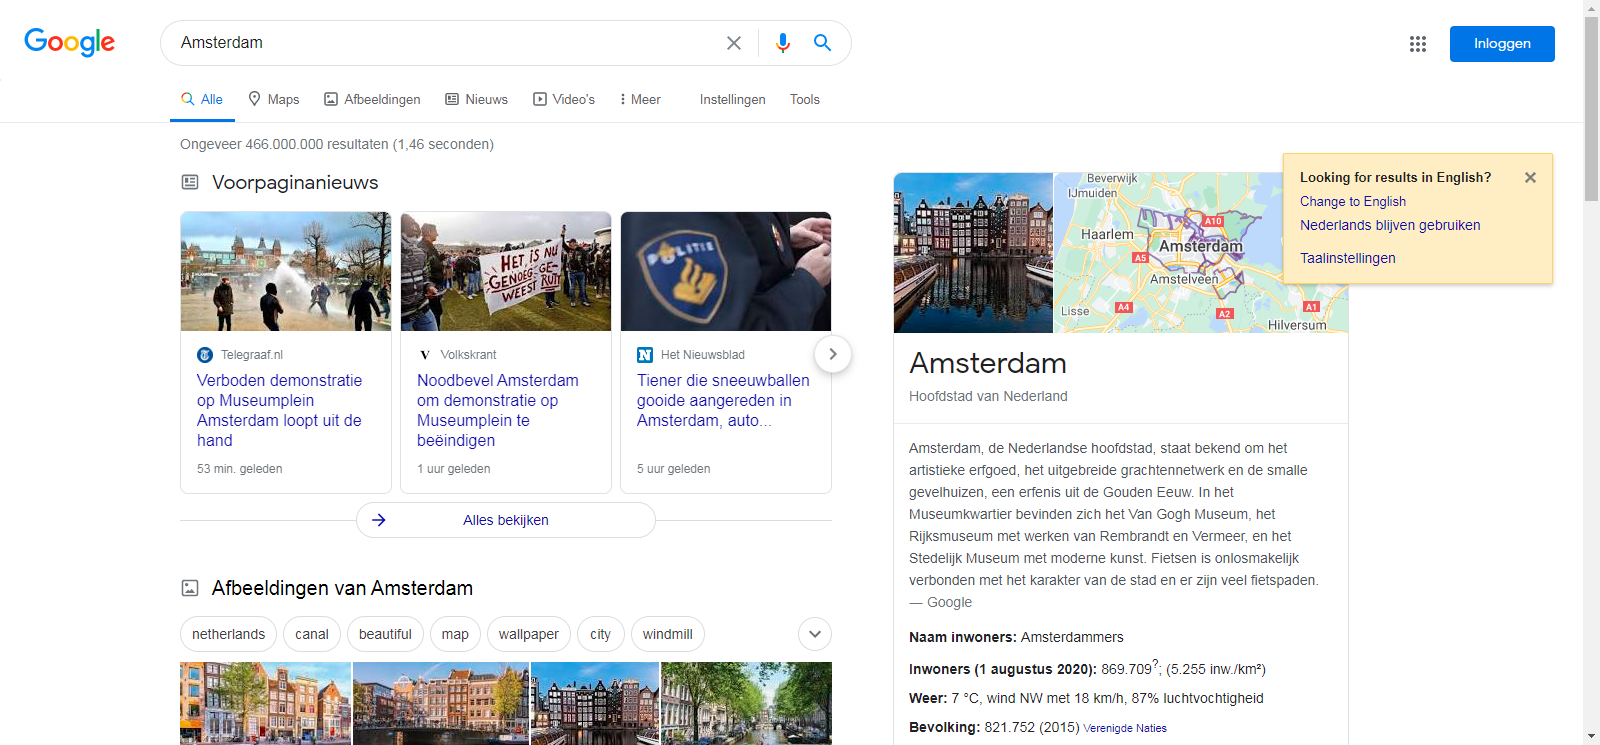 Google
Amsterdam
Inloggen
Alle
Maps
Afbeeldingen
Nieuws
Video's
Meer
Instellingen
Tools
Ongeveer 466.000.000 resultaten (1,46 seconden)
Voorpaginanieuws
HET IS NU
GENOEG-GE-
WEEST RUTT
POLITIE
Telegraaf.nl
Verboden demonstratie
op Museumplein
Amsterdam loopt uit de
hand
53 min. geleden
V Volkskrant
Noodbevel Amsterdam
om demonstratie op
Museumplein te
beëindigen
1 uur geleden
N Het Nieuwsblad
Tiener die sneeuwballen
gooide aangereden in
Amsterdam, auto...
5 uur geleden
Alles bekijken
Afbeeldingen van Amsterdam
netherlands
canal
beautiful
map
wallpaper
city
windmill
Beverwijk
IJmuiden
Haarlem
A10
Amsterdam
A5
Amstelveen
Lisse
A4
A2
A1
Hilversum
Looking for results in English?
Change to English
Nederlands blijven gebruiken
Taalinstellingen
Amsterdam
Hoofdstad van Nederland
Amsterdam, de Nederlandse hoofdstad, staat bekend om het
artistieke erfgoed, het uitgebreide grachtennetwerk en de smalle
gevelhuizen, een erfenis uit de Gouden Eeuw. In het
Museumkwartier bevinden zich het Van Gogh Museum, het
Rijksmuseum met werken van Rembrandt en Vermeer, en het
Stedelijk Museum met moderne kunst. Fietsen is onlosmakelijk
verbonden met het karakter van de stad en er zijn veel fietspaden.
— Google
Naam inwoners: Amsterdammers
Inwoners (1 augustus 2020): 869.709?; (5.255 inw./km²)
Weer: 7 °C, wind NW met 18 km/h, 87% luchtvochtigheid
Bevolking: 821.752 (2015) Verenigde Naties